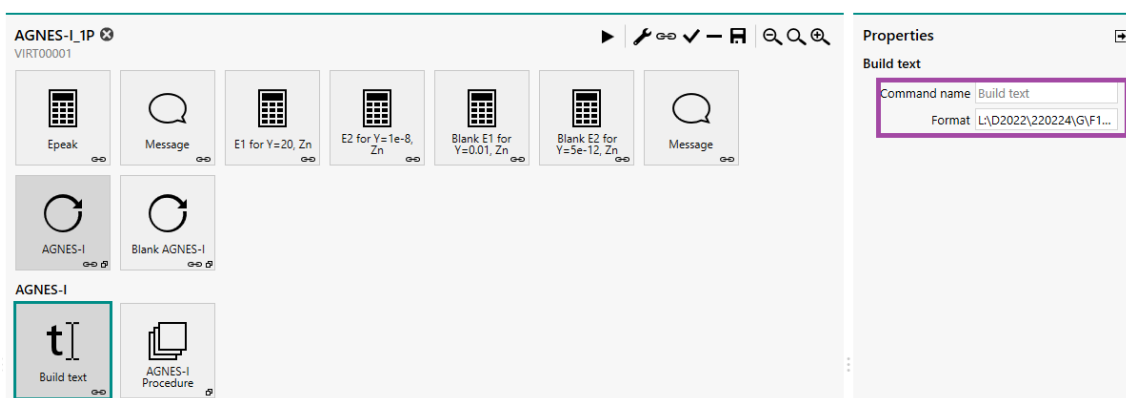 AGNES-I_1P
VIRT00001
Epeak
Message
E1 for Y=20, Zn
E2 for Y=1e-8,
Zn
Blank E1 for
Y=0.01, Zn
Blank E2 for
Y=5e-12, Zn
Message
AGNES-I
Blank AGNES-I
AGNES-I
t
Build text
AGNES-I
Procedure
Properties
Build text
Command name Build text
Format L:\D2022\220224\G\F1...